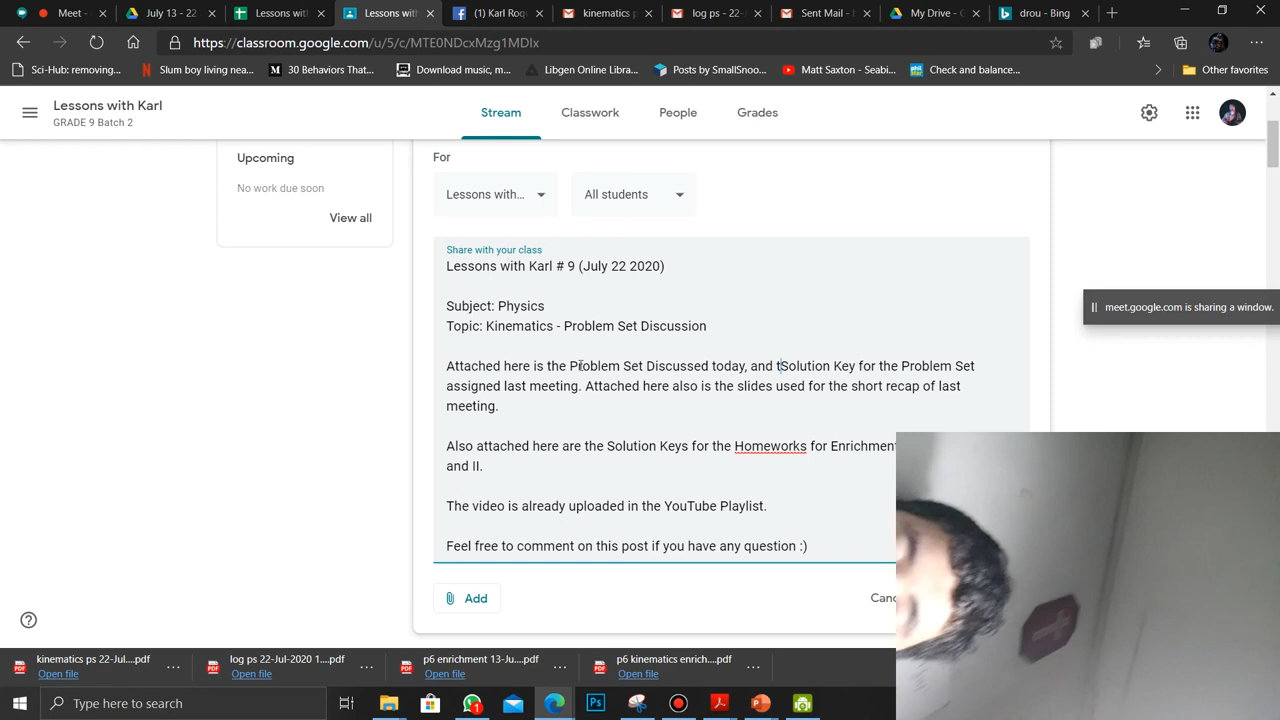 Meet -
July 13 - 22
Lessons with
Lessons with
(1) Karl Roq
kinematics p
log ps - 22-J
Sent Mail -
My Drive - G
drou - Bing
https://classroom.google.com/u/5/c/MTE0NDcxMzg1MDIx
Sci-Hub: removing...
Slum boy living nea...
30 Behaviors That...
Download music, m...
Libgen Online Libra...
Posts by SmallSnoo...
Matt Saxton - Seabi...
Check and balance...
Other favorites
Lessons with Karl
GRADE 9 Batch 2
Stream
Classwork
People
Grades
Upcoming
No work due soon
View all
For
Lessons with...
All students
Share with your class
Lessons with Karl # 9 (July 22 2020)
Subject: Physics
Topic: Kinematics - Problem Set Discussion
Attached here is the Problem Set Discussed today, and tSolution Key for the Problem Set
assigned last meeting. Attached here also is the slides used for the short recap of last
meeting.
Also attached here are the Solution Keys for the Homeworks for Enrichment
and II.
The video is already uploaded in the YouTube Playlist.
Feel free to comment on this post if you have any question :)
Add
Canc
meet.google.com is sharing a window.
kinematics ps 22-Jul....pdf
Open file
log ps 22-Jul-2020 1....pdf
Open file
p6 enrichment 13-Ju....pdf
Open file
p6 kinematics enrich....pdf
Open file
Type here to search